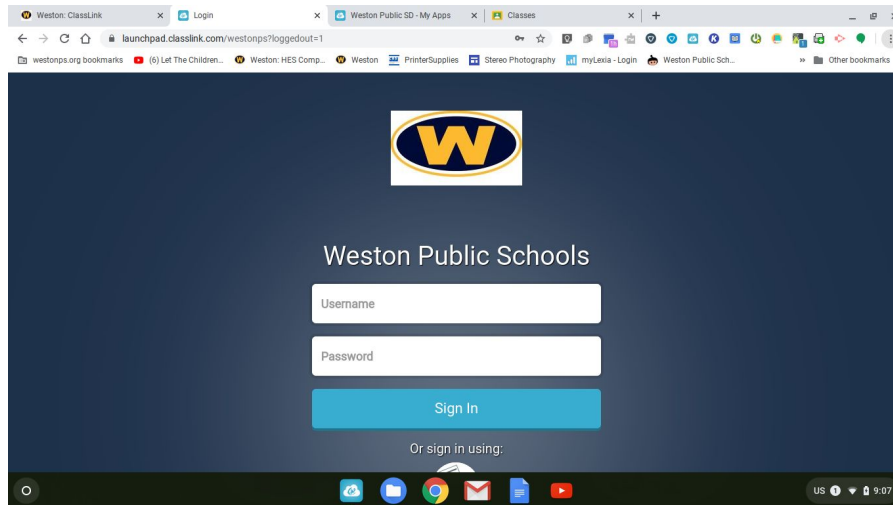 Weston: ClassLink
Login
Weston Public SD - My Apps
Classes
launchpad.classlink.com/westonps?loggedout=1
westonps.org bookmarks
(6) Let The Children...
Weston: HES Comp...
Weston
PrinterSupplies
Stereo Photography
myLexia - Login
Weston Public Sch...
Other bookmarks
W
Weston Public Schools
Username
Password
Sign In
Or sign in using:
US 1 9:07